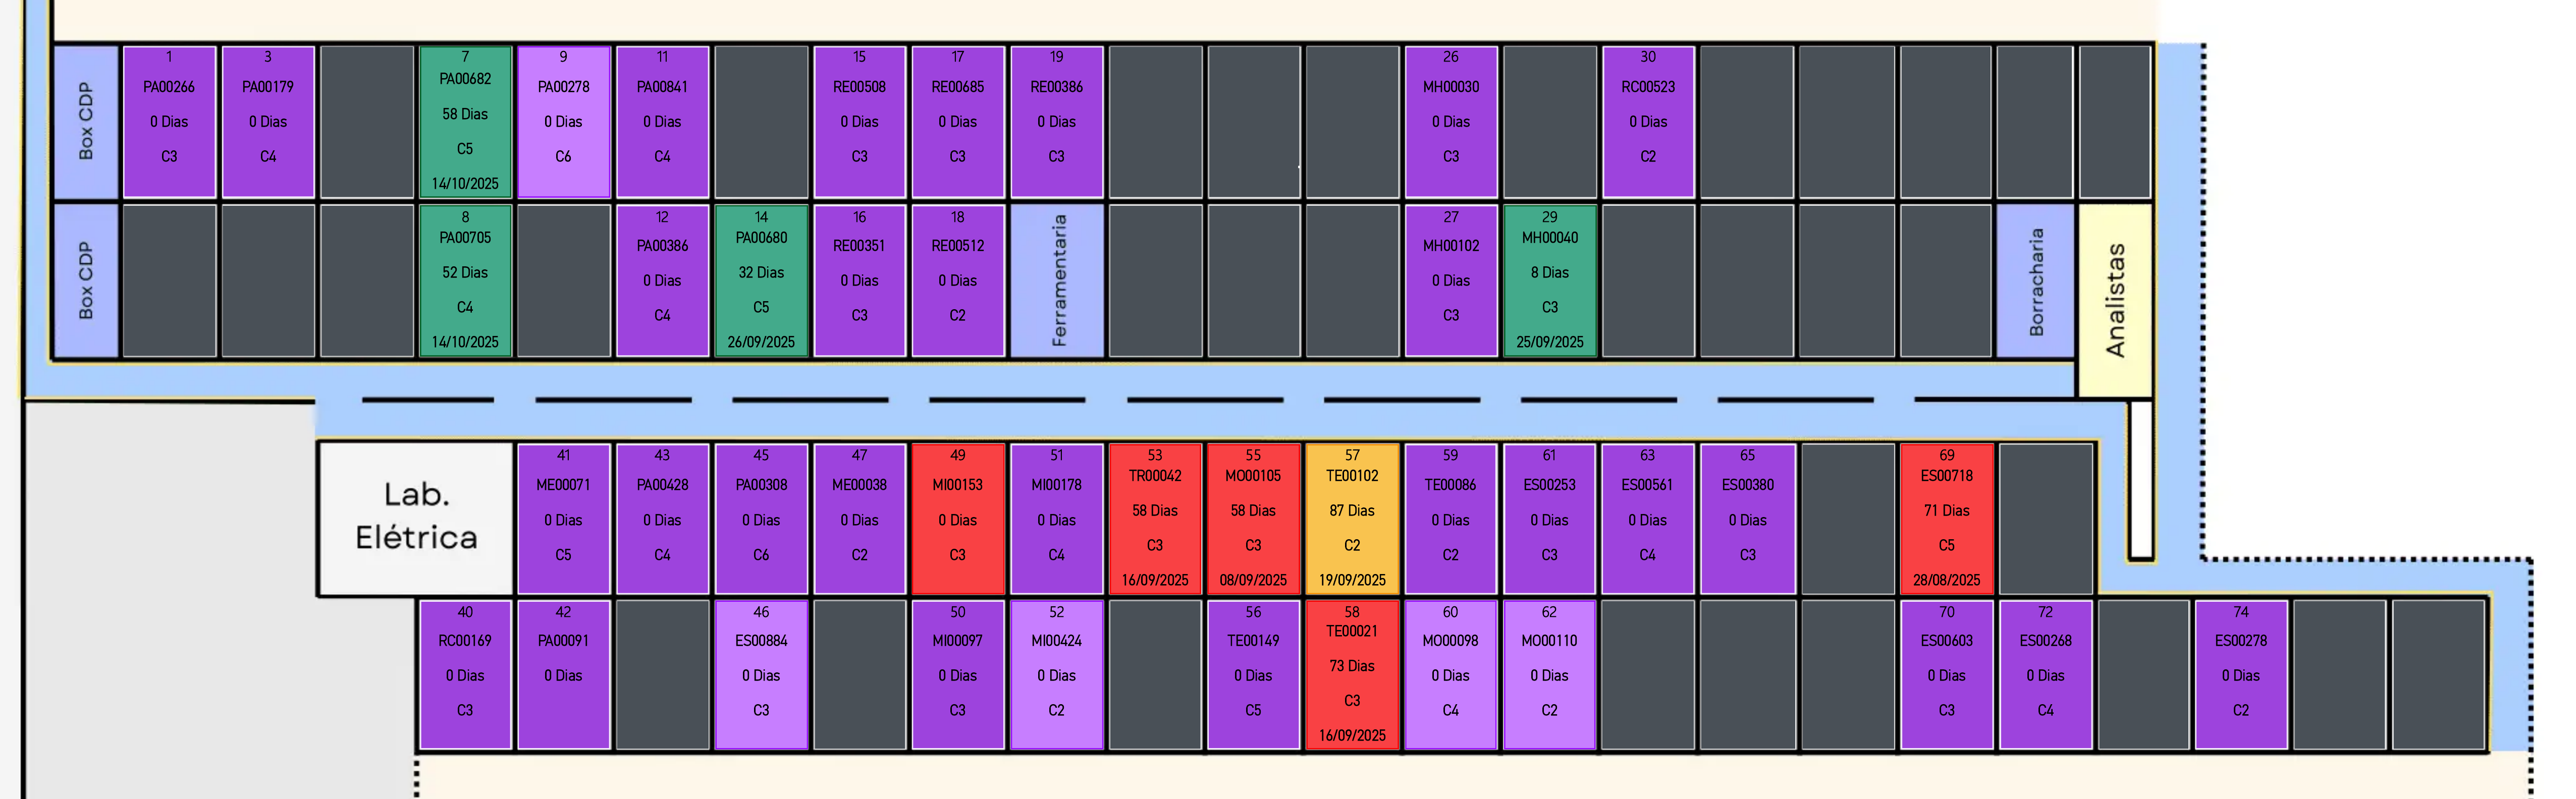 Box CDP
1
PA00266
0 Dias
C3
3
PA00179
0 Dias
C4
7
PA00682
58 Dias
C5
14/10/2025
9
PA00278
0 Dias
C6
11
PA00841
0 Dias
C4
15
RE00508
0 Dias
C3
17
RE00685
0 Dias
C3
19
RE00386
0 Dias
C3
26
MH00030
0 Dias
C3
30
RC00523
0 Dias
C2
Box CDP
8
PA00705
52 Dias
C4
14/10/2025
12
PA00386
0 Dias
C4
14
PA00680
32 Dias
C5
26/09/2025
16
RE00351
0 Dias
C3
18
RE00512
0 Dias
C2
Ferramentaria
27
MH00102
0 Dias
C3
29
MH00040
8 Dias
C3
25/09/2025
Borracharia
Analistas
Lab.
Elétrica
41
ME00071
0 Dias
C5
43
PA00428
0 Dias
C4
45
PA00308
0 Dias
C6
47
ME00038
0 Dias
C2
49
MI00153
0 Dias
C3
51
MI00178
0 Dias
C4
53
TR00042
58 Dias
C3
16/09/2025
55
MO00105
58 Dias
C3
08/09/2025
57
TE00102
87 Dias
C2
19/09/2025
59
TE00086
0 Dias
C2
61
ES00253
0 Dias
C3
63
ES00561
0 Dias
C4
65
ES00380
0 Dias
C3
69
ES00718
71 Dias
C5
28/08/2025
40
RC00169
0 Dias
C3
42
PA00091
0 Dias
46
ES00884
0 Dias
C3
50
MI00097
0 Dias
C3
52
MI00424
0 Dias
C2
56
TE00149
0 Dias
C5
58
TE00021
73 Dias
C3
16/09/2025
60
MO00098
0 Dias
C4
62
MO00110
0 Dias
C2
70
ES00603
0 Dias
C3
72
ES00268
0 Dias
C4
74
ES00278
0 Dias
C2